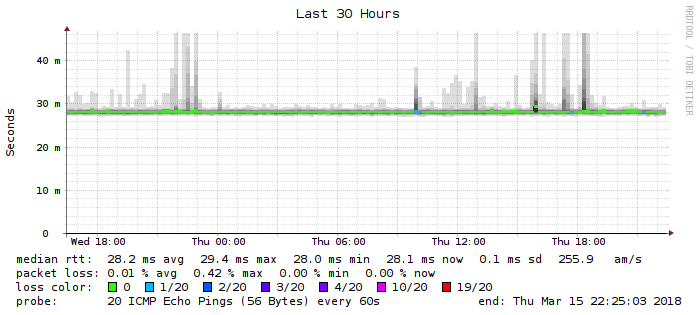 Last 30 Hours
RRDTOOL / TOBI OETIKER
Seconds
40 m
30 m
20 m
10 m
0
Wed 18:00 Thu 00:00 Thu 06:00 Thu 12:00 Thu 18:00
median rtt: 28.2 ms avg 29.4 ms max 28.0 ms min 28.1 ms now 0.1 ms sd 255.9 am/s
packet loss: 0.01 % avg 0.42 % max 0.00 % min 0.00 % now
loss color: 0 1/20 2/20 3/20 4/20 10/20 19/20
probe: 20 ICMP Echo Pings (56 Bytes) every 60s end: Thu Mar 15 22:25:03 2018